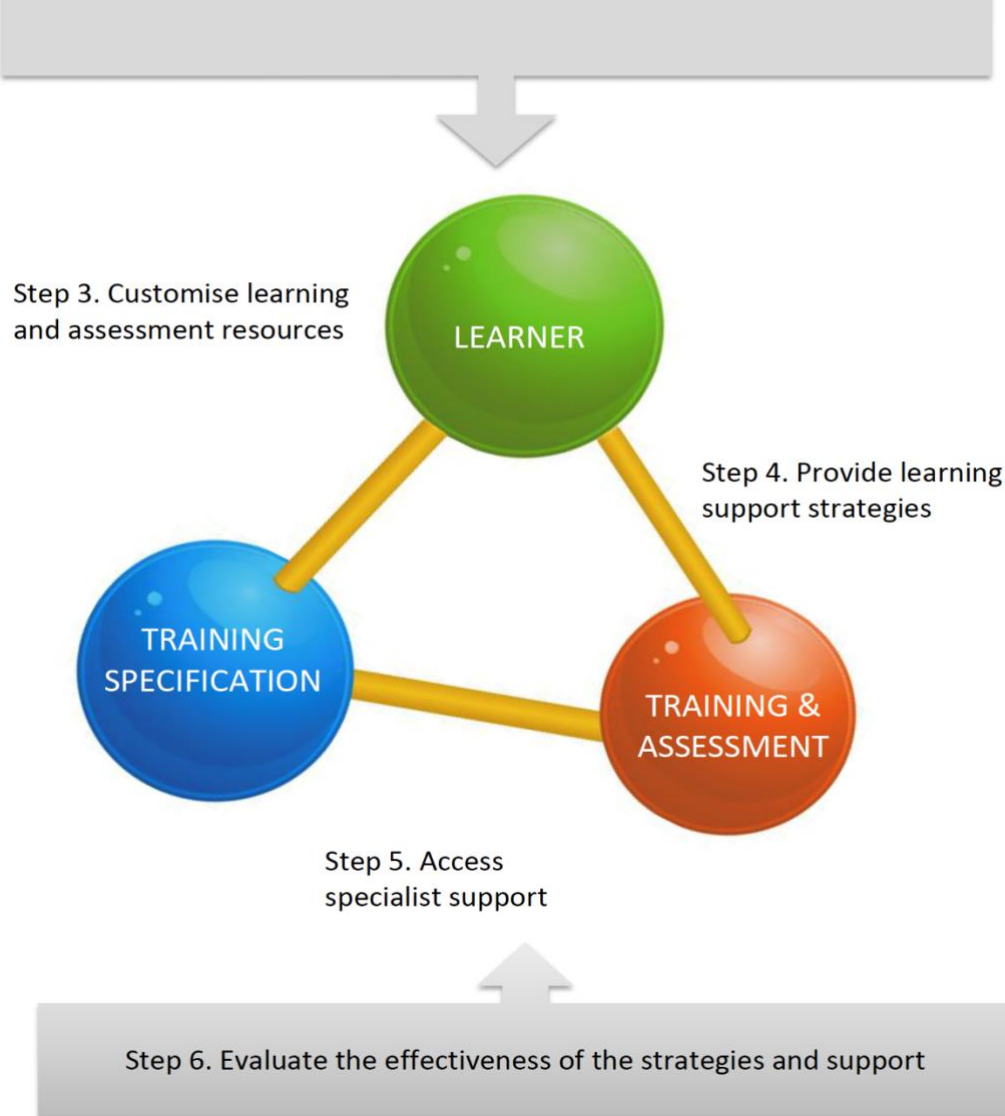 Step 3. Customise learning
and assessment resources
LEARNER
Step 4. Provide learning
support strategies
TRAINING
SPECIFICATION
TRAINING &
ASSESSMENT
Step 5. Access
specialist support
Step 6. Evaluate the effectiveness of the strategies and support